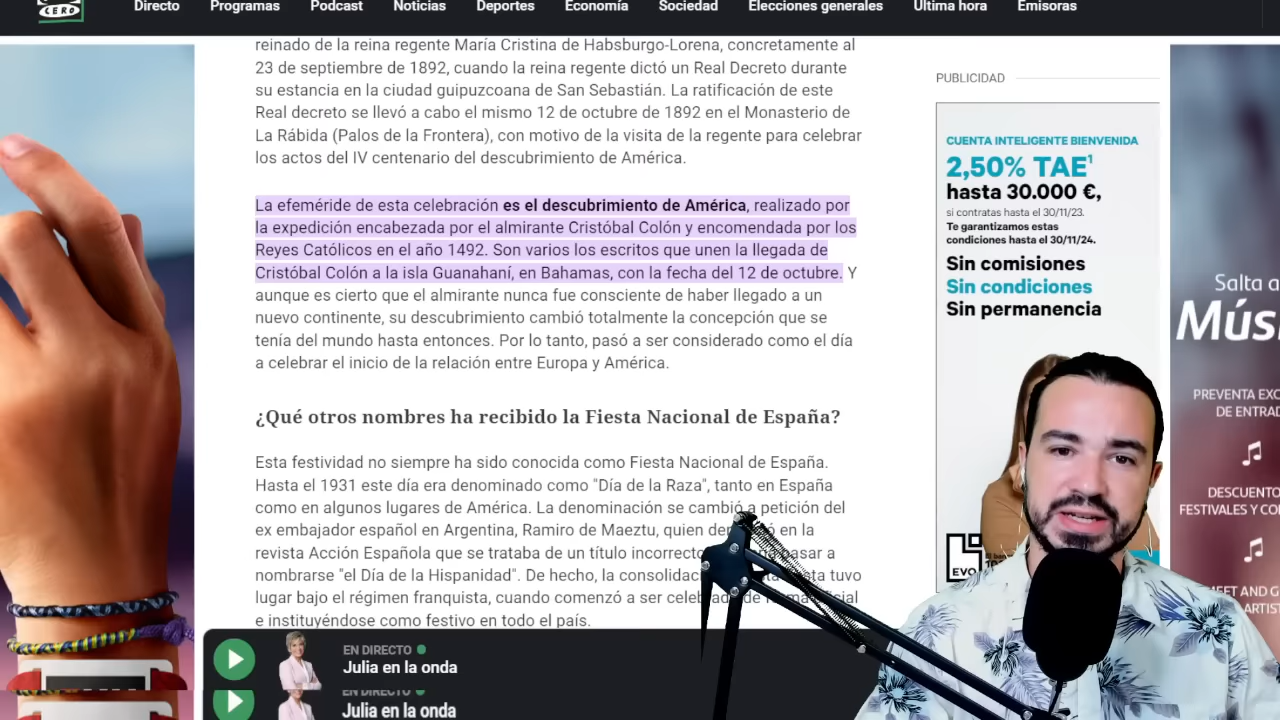 CERO
Directo
Programas
Podcast
Noticias
Deportes
Economía
Sociedad
Elecciones generales
Última hora
Emisoras
reinado de la reina regente María Cristina de Habsburgo-Lorena, concretamente al
23 de septiembre de 1892, cuando la reina regente dictó un Real Decreto durante
su estancia en la ciudad guipuzcoana de San Sebastián. La ratificación de este
Real decreto se llevó a cabo el mismo 12 de octubre de 1892 en el Monasterio de
La Rábida (Palos de la Frontera), con motivo de la visita de la regente para celebrar
los actos del IV centenario del descubrimiento de América.
La efeméride de esta celebración es el descubrimiento de América, realizado por
la expedición encabezada por el almirante Cristóbal Colón y encomendada por los
Reyes Católicos en el año 1492. Son varios los escritos que unen la llegada de
Cristóbal Colón a la isla Guanahaní, en Bahamas, con la fecha del 12 de octubre. Y
aunque es cierto que el almirante nunca fue consciente de haber llegado a un
nuevo continente, su descubrimiento cambió totalmente la concepción que se
tenía del mundo hasta entonces. Por lo tanto, pasó a ser considerado como el día
a celebrar el inicio de la relación entre Europa y América.
¿Qué otros nombres ha recibido la Fiesta Nacional de España?
Esta festividad no siempre ha sido conocida como Fiesta Nacional de España.
Hasta el 1931 este día era denominado como "Día de la Raza", tanto en España
como en algunos lugares de América. La denominación se cambió a petición del
ex embajador español en Argentina, Ramiro de Maeztu, quien en la
revista Acción Española que se trataba de un título incorrecto pasar a
nombrarse "el Día de la Hispanidad". De hecho, la tuvo
lugar bajo el régimen franquista, cuando comenzó a ser de
e instituyéndose como festivo en todo el país.
EN DIRECTO
Julia en la onda
EN DIRECTO
Julia en la onda
PUBLICIDAD
CUENTA INTELIGENTE BIENVENIDA
2,50% TAE1
hasta 30.000 €,
si contratas hasta el 30/11/23.
Te garantizamos estas
condiciones hasta el 30/11/24.
Sin comisiones
Sin condiciones
Sin permanencia
EVO
Salta a
Mús
PREVENTA EXC
DE ENTRAD
DESCUENTO
FESTIVALES Y CO
MEET AND G
ARTIS